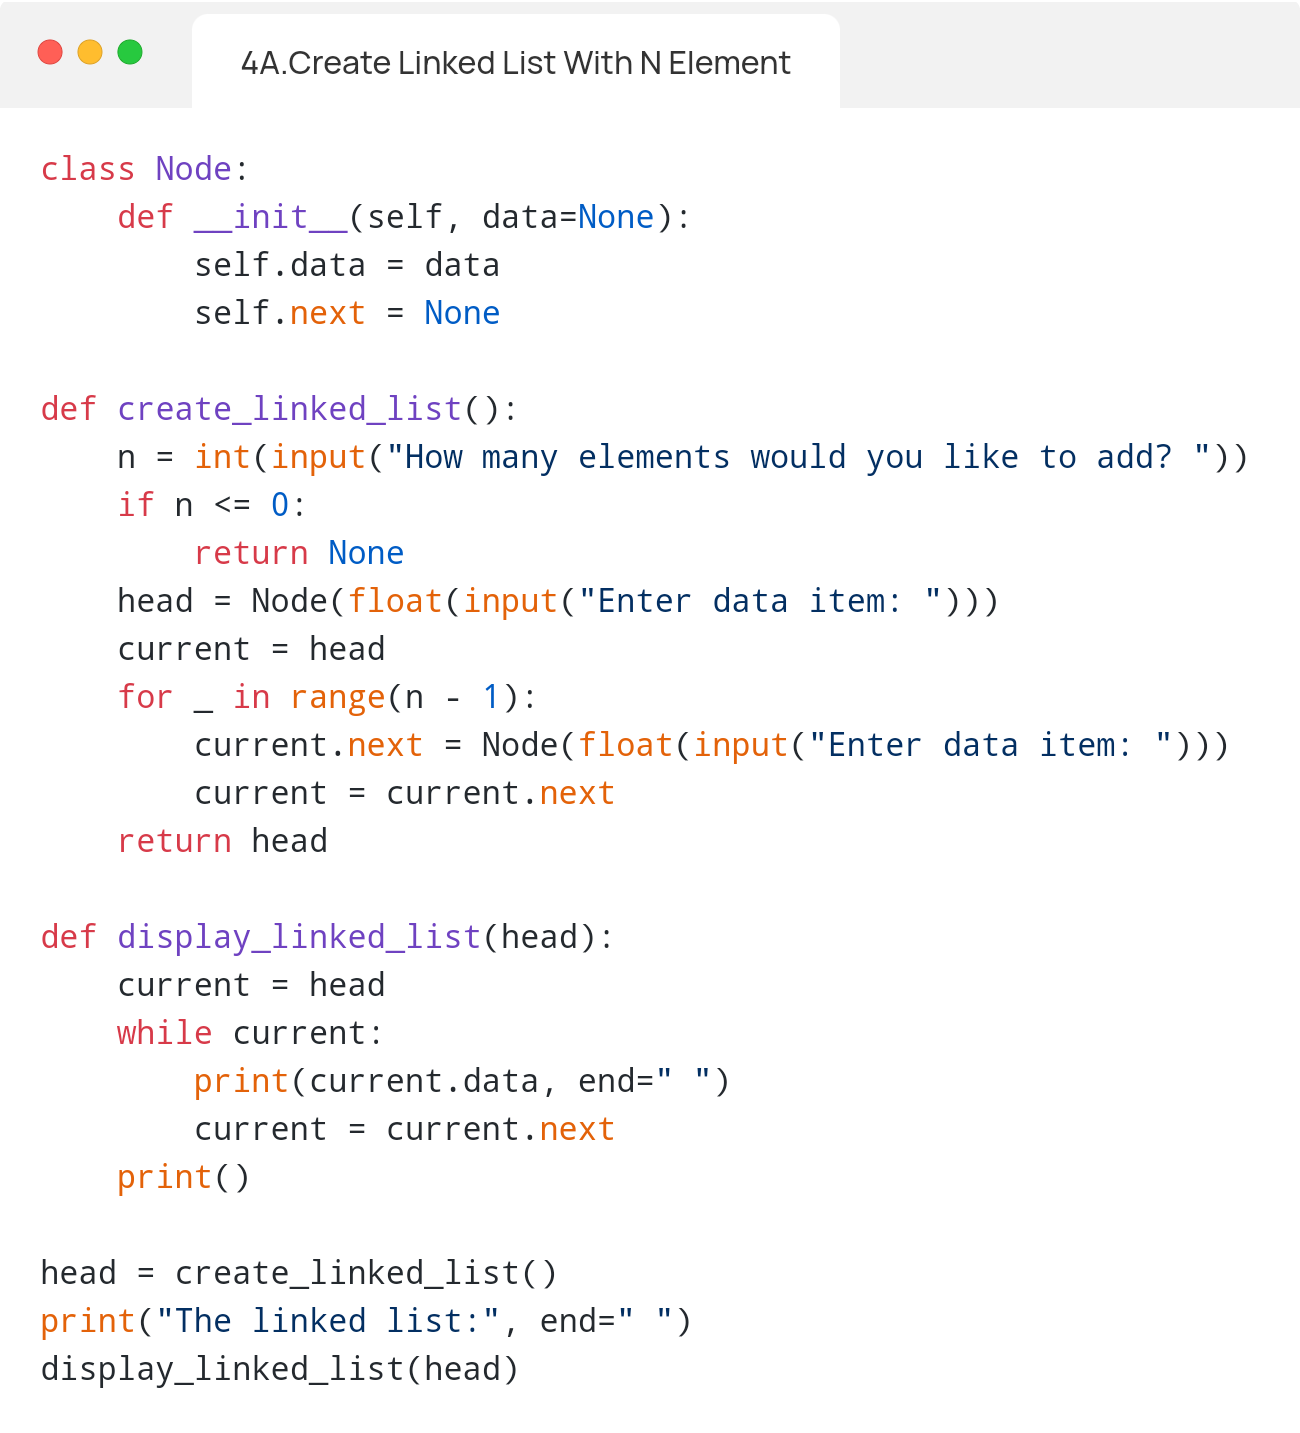 4A.Create Linked List With N Element
class Node:
    def __init__(self, data=None):
        self.data = data
        self.next = None

def create_linked_list():
    n = int(input("How many elements would you like to add? "))
    if n <= 0:
        return None
    head = Node(float(input("Enter data item: ")))
    current = head
    for _ in range(n - 1):
        current.next = Node(float(input("Enter data item: ")))
        current = current.next
    return head

def display_linked_list(head):
    current = head
    while current:
        print(current.data, end=" ")
        current = current.next
    print()

head = create_linked_list()
print("The linked list:", end=" ")
display_linked_list(head)